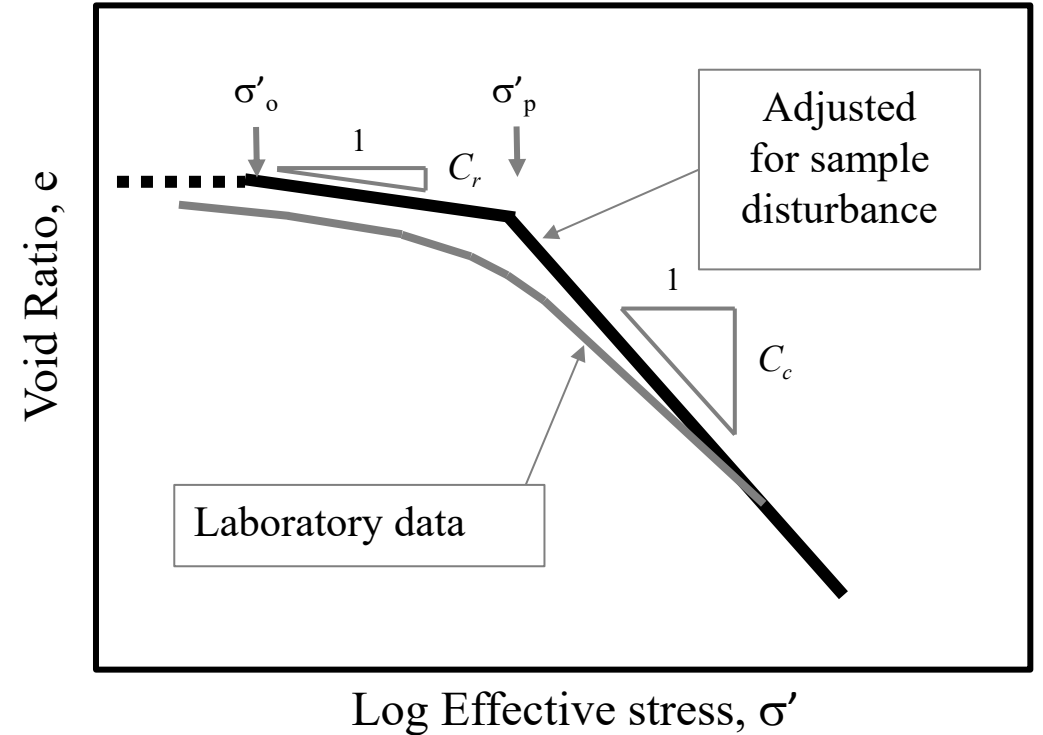 σ′o
σ′p
1
Cr
Adjusted
for sample
disturbance
1
Cc
Laboratory data
Void Ratio, e
Log Effective stress, σ′